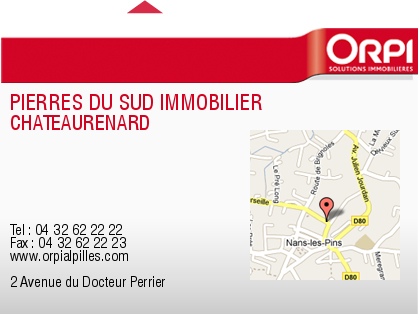 ORPI
SOLUTIONS IMMOBILIÈRES
PIERRES DU SUD IMMOBILIER
CHATEAURENARD
Tel : 04 32 62 22 22
Fax : 04 32 62 22 23
www.orpialpilles.com
2 Avenue du Docteur Perrier
Route de Brignoles
Av. Julien Jourdan
Le Pré Long
D80
Nans-les-Pins
D80